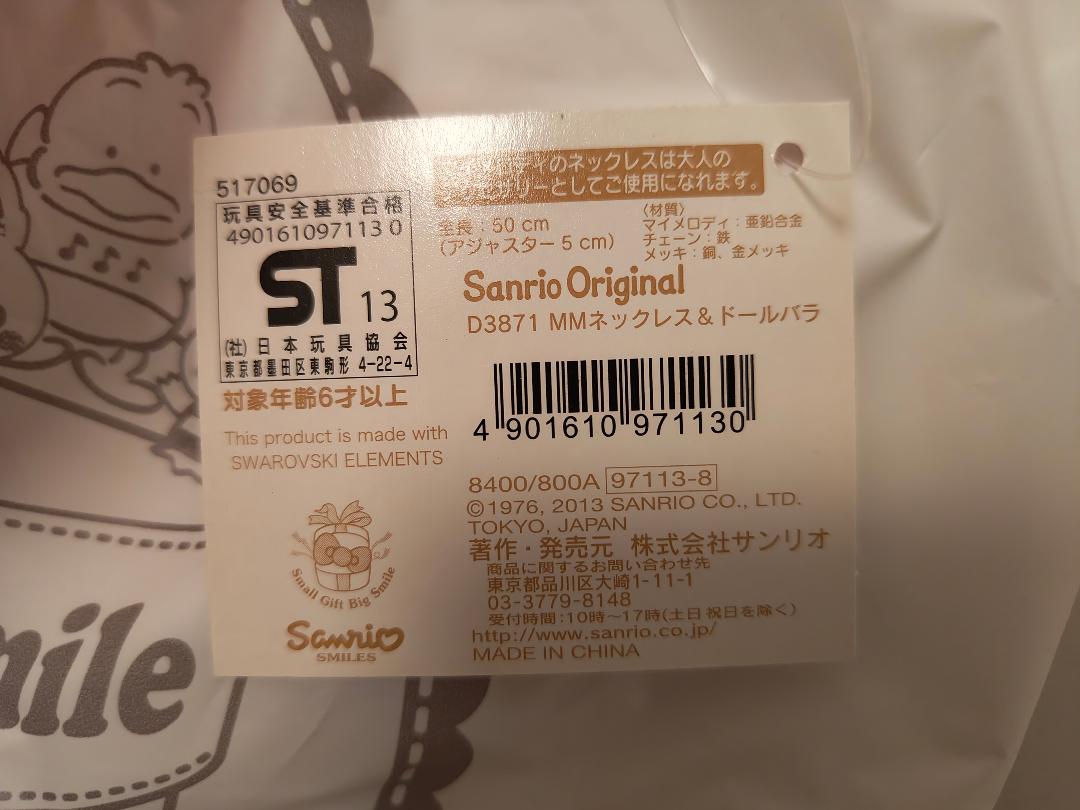 517069
玩具安全基準合格
490161097113 0
ST 13
(社) 日本玩具協会
東京都墨田区東駒形 4-22-4
対象年齢6才以上
This product is made with
SWAROVSKI ELEMENTS
Small Gift Big Smile
Sanrio
SMILES
ィのネックレスは大人の
リーとしてご使用になれます。
全長：50 cm
(アジャスター 5 cm)
〈材質〉
マイメロディ：亜鉛合金
チェーン：鉄
メッキ：銅、金メッキ
Sanrio Original
D3871 MMネックレス＆ドールバラ
4 901610 971130
8400/800A 97113-8
©1976, 2013 SANRIO CO., LTD.
TOKYO, JAPAN
著作・発売元 株式会社サンリオ
商品に関するお問い合わせ先
東京都品川区大崎1-11-1
03-3779-8148
受付時間：10時〜17時(土日祝日を除く)
http://www.sanrio.co.jp/
MADE IN CHINA
mile